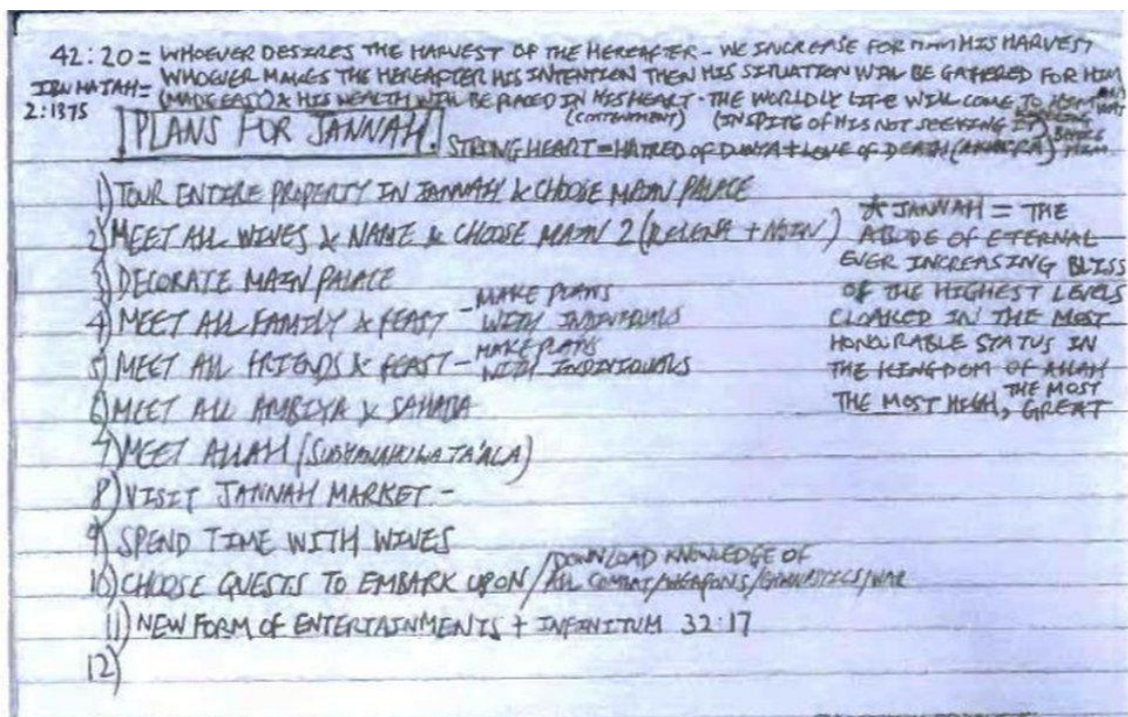 42:20 = WHOEVER DESIRES THE HARVEST OF THE HEREAFTER - WE INCREASE FOR HIM HIS HARVEST
IBN MAJAH = WHOEVER MAKES THE HEREAFTER HIS INTENTION THEN HIS SITUATION WILL BE GATHERED FOR HIM
2:1375 (MADE EASY) & HIS WEALTH WILL BE PLACED IN HIS HEART - THE WORLDLY LIFE WILL COME TO HIM
(CONTENTMENT) (INSPITE OF HIS NOT SEEKING IT)
PLANS FOR JANNAH.
STRONG HEART = HATRED OF DUNYA + LOVE OF DEATH (AKHIRA)
1) TOUR ENTIRE PROPERTY IN JANNAH & CHOOSE MAIN PALACE
2) MEET ALL WIVES & NAME & CHOOSE MAIN 2
3) DECORATE MAIN PALACE
4) MEET ALL FAMILY & FEAST - MAKE PLANS
WITH INDIVIDUALS
5) MEET ALL FRIENDS & FEAST - MAKE PLANS
WITH INDIVIDUALS
6) MEET ALL AMBIYA & SAHABA
7) MEET ALLAH (SUBHANAHUWATA'ALA)
8) VISIT JANNAH MARKET -
9) SPEND TIME WITH WIVES
10) CHOOSE QUESTS TO EMBARK UPON / DOWNLOAD KNOWLEDGE OF
ALL COMBAT/WEAPONS/GYMNASTICS/WAR
11) NEW FORM OF ENTERTAINMENTS + INFINITUM 32:17
12)
* JANNAH = THE
ABODE OF ETERNAL
EVER INCREASING BLISS
OF THE HIGHEST LEVELS
CLOAKED IN THE MOST
HONOURABLE STATUS IN
THE KINGDOM OF ALLAH
THE MOST HIGH, THE MOST
GREAT